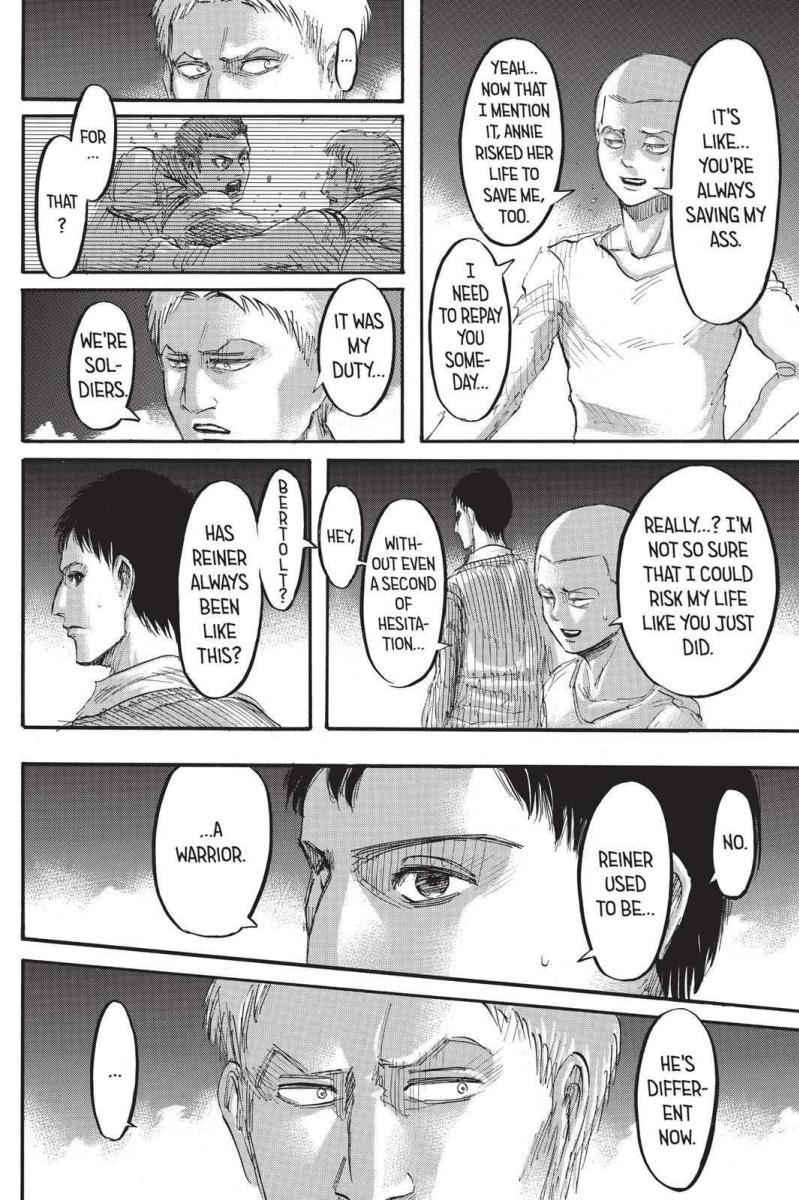 IT'S
LIKE...
YOU'RE
ALWAYS
SAVING MY
ASS.
YEAH...
NOW THAT
I MENTION
IT, ANNIE
RISKED HER
LIFE TO
SAVE ME,
TOO.
I
NEED
TO REPAY
YOU
SOME-
DAY...
...
FOR
...
THAT
?
IT WAS
MY
DUTY...
WE'RE
SOL-
DIERS.
REALLY...? I'M
NOT SO SURE
THAT I COULD
RISK MY LIFE
LIKE YOU JUST
DID.
WITH-
OUT EVEN
A SECOND
OF
HESITA-
TION...
HEY,
BERTOLT?
HAS
REINER
ALWAYS
BEEN
LIKE
THIS?
NO.
REINER
USED
TO BE...
...A
WARRIOR.
HE'S
DIFFER-
ENT
NOW.
...